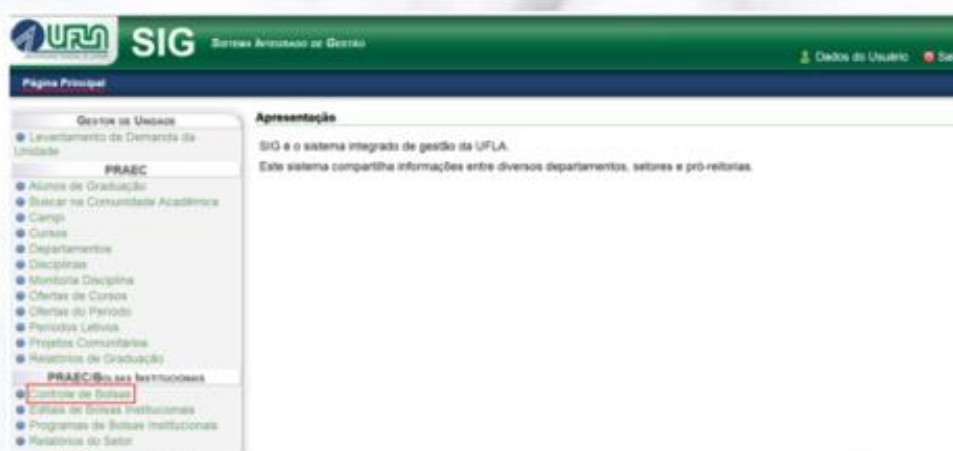 UFLA SIG Sistema Integrado de Gestão
Dados do Usuário
Página Principal
Gestor de Unidade
Levantamento de Demanda da
Unidade
PRAEC
Alunos de Graduação
Buscar na Comunidade Acadêmica
Campi
Cursos
Departamentos
Disciplinas
Monitoria Disciplina
Ofertas de Cursos
Ofertas do Período
Períodos Letivos
Projetos Comunitários
Relatórios de Graduação
PRAEC/Bolsas Institucionais
Controle de Bolsas
Editais de Bolsas Institucionais
Programas de Bolsas Institucionais
Relatórios do Setor
Apresentação
SIG é o sistema integrado de gestão da UFLA.
Este sistema compartilha informações entre diversos departamentos, setores e pró-reitorias.